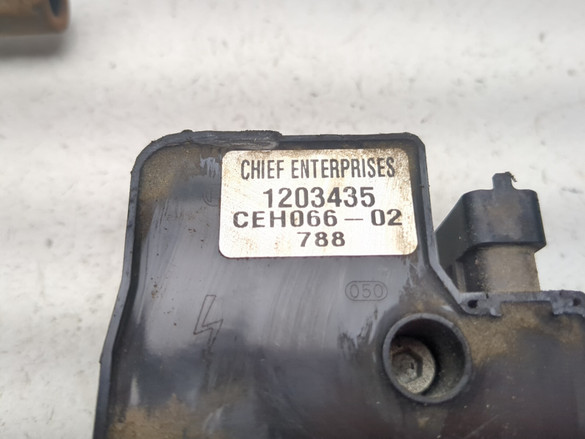 CHIEF ENTERPRISES
1203435
CEH066-02
788
050